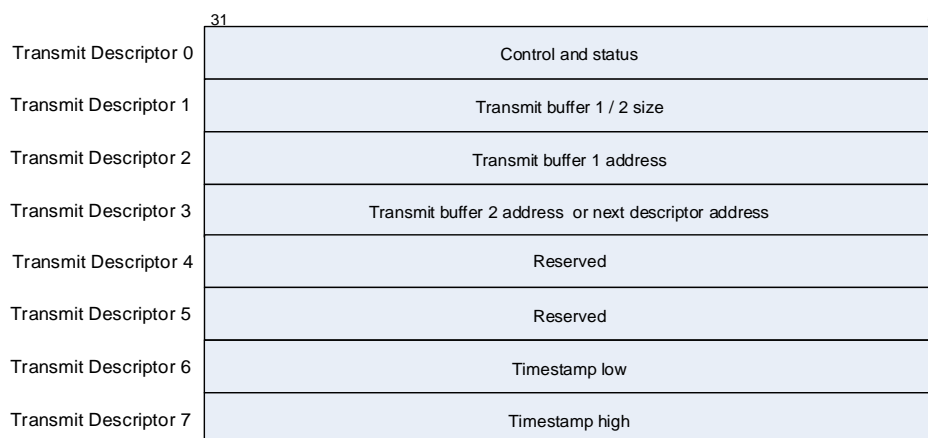 31
Transmit Descriptor 0 Control and status
Transmit Descriptor 1 Transmit buffer 1 / 2 size
Transmit Descriptor 2 Transmit buffer 1 address
Transmit Descriptor 3 Transmit buffer 2 address or next descriptor address
Transmit Descriptor 4 Reserved
Transmit Descriptor 5 Reserved
Transmit Descriptor 6 Timestamp low
Transmit Descriptor 7 Timestamp high